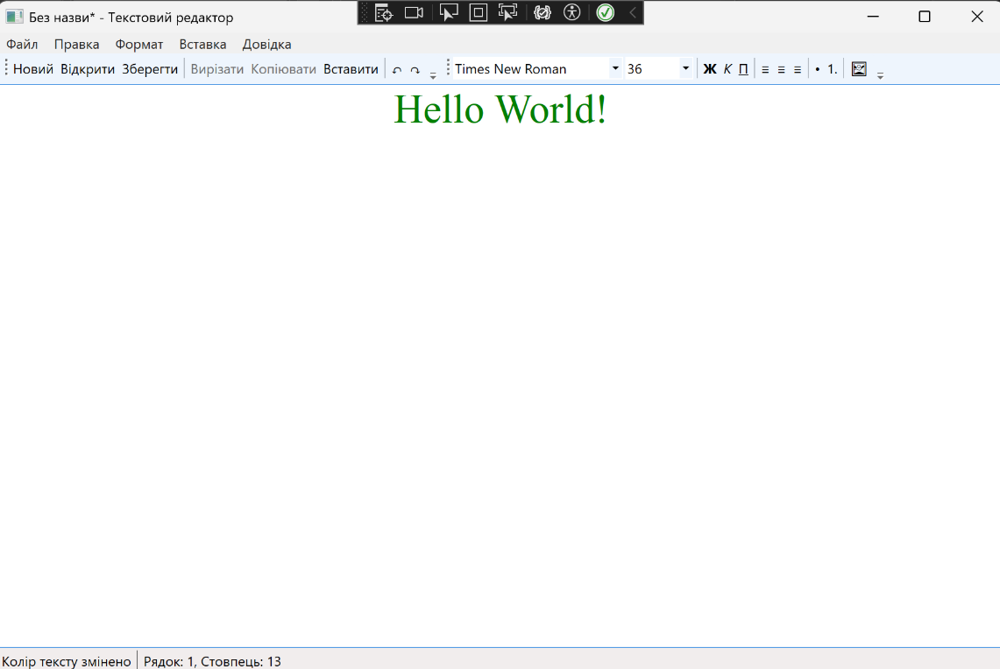 Без назви* - Текстовий редактор
Файл Правка Формат Вставка Довідка
Новий Відкрити Зберегти Вирізати Копіювати Вставити Times New Roman 36 Ж К П • 1.
Hello World!
Колір тексту змінено Рядок: 1, Стовпець: 13